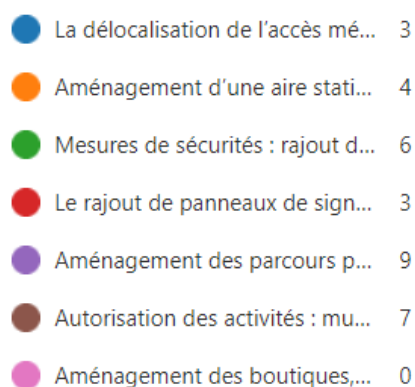 La délocalisation de l'accès mé... 3
Aménagement d'une aire stati... 4
Mesures de sécurités : rajout d... 6
Le rajout de panneaux de sign... 3
Aménagement des parcours p... 9
Autorisation des activités : mu... 7
Aménagement des boutiques,... 0